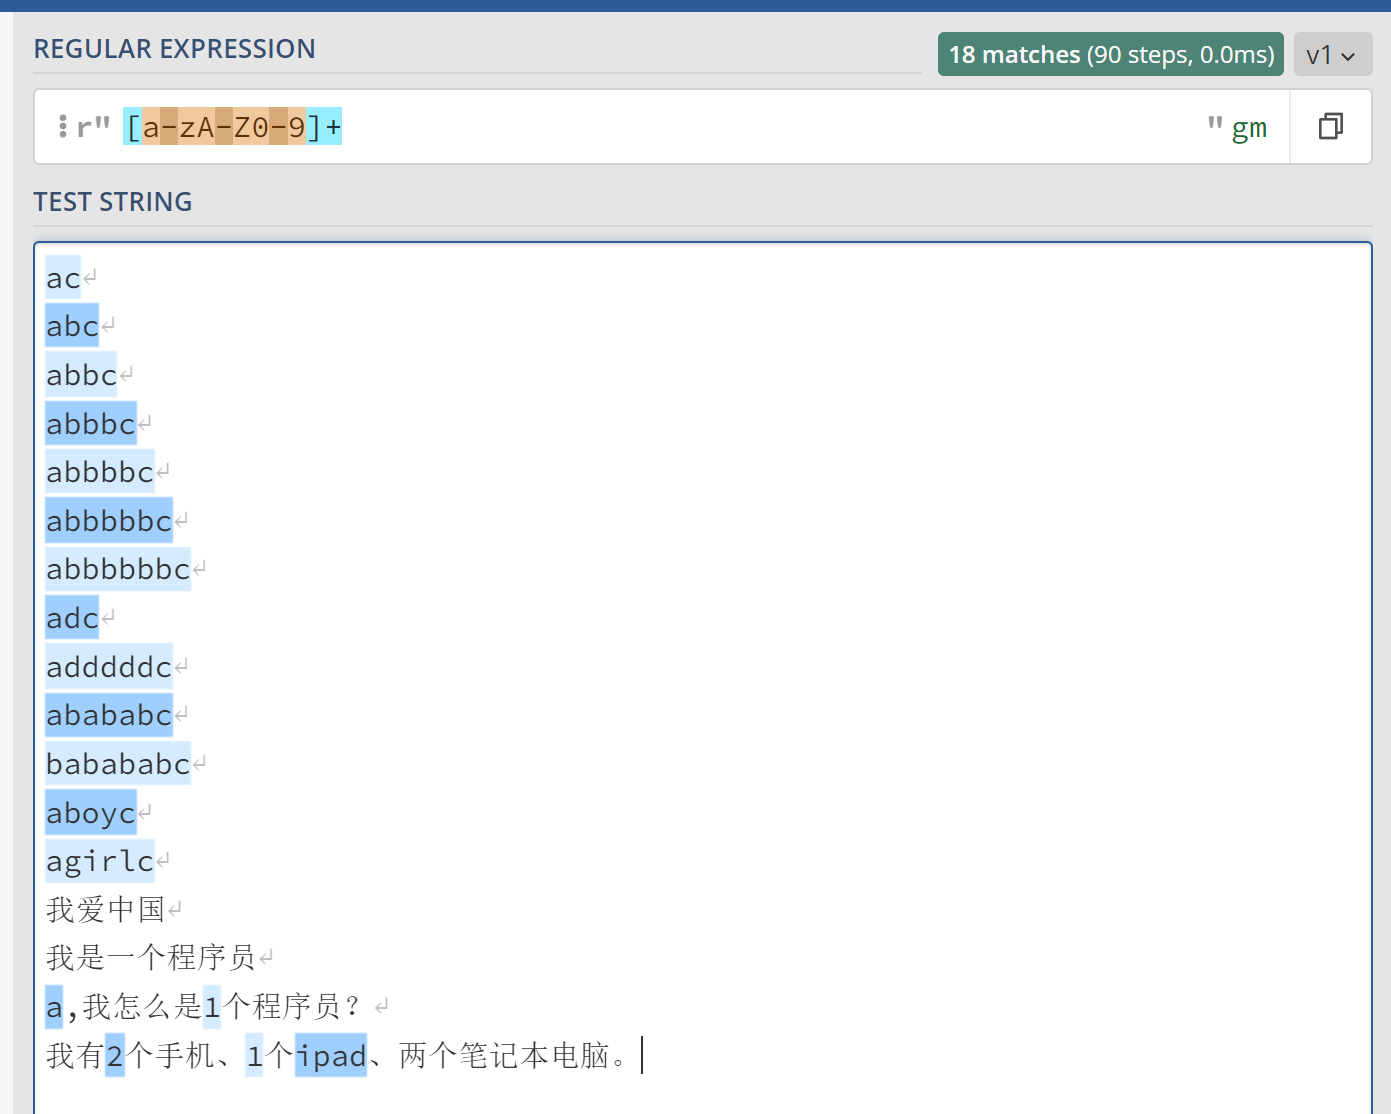 REGULAR EXPRESSION
18 matches (90 steps, 0.0ms) v1
r" [a-zA-Z0-9]+ " gm
TEST STRING
ac
abc
abbc
abbbc
abbbbc
abbbbbc
abbbbbbc
adc
adddddc
abababc
babababc
aboyc
agirlc
我爱中国
我是一个程序员
a,我怎么是1个程序员？
我有2个手机、1个ipad、两个笔记本电脑。